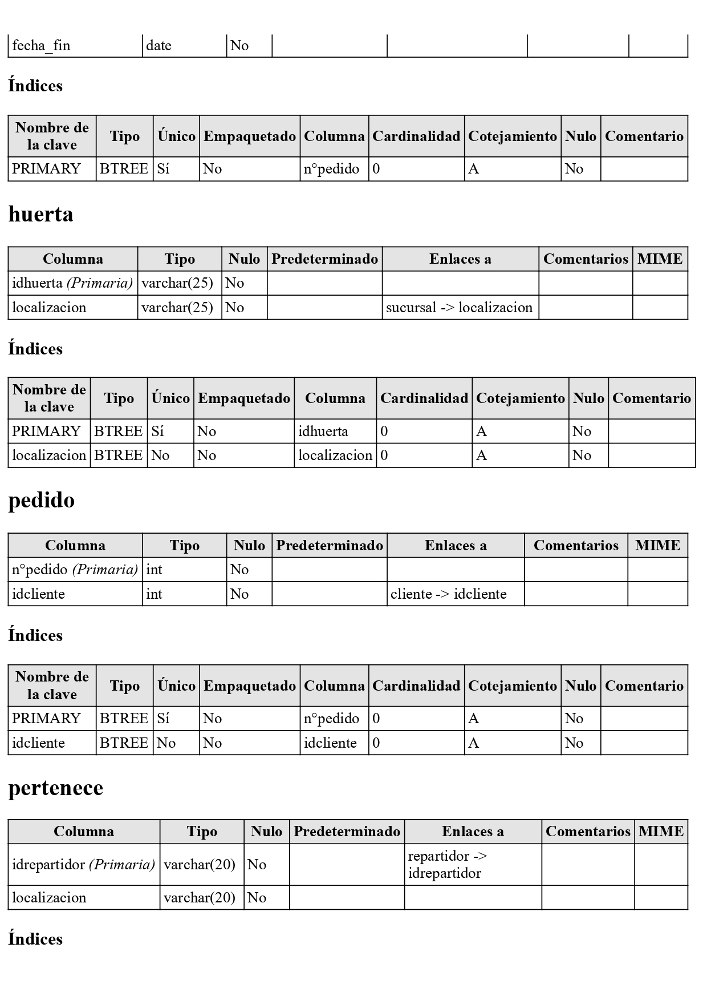 fecha_fin date No
Índices
Nombre de la clave Tipo Único Empaquetado Columna Cardinalidad Cotejamiento Nulo Comentario
PRIMARY BTREE Sí No n°pedido 0 A No
huerta
Columna Tipo Nulo Predeterminado Enlaces a Comentarios MIME
idhuerta (Primaria) varchar(25) No
localizacion varchar(25) No sucursal -> localizacion
Índices
Nombre de la clave Tipo Único Empaquetado Columna Cardinalidad Cotejamiento Nulo Comentario
PRIMARY BTREE Sí No idhuerta 0 A No
localizacion BTREE No No localizacion 0 A No
pedido
Columna Tipo Nulo Predeterminado Enlaces a Comentarios MIME
n°pedido (Primaria) int No
idcliente int No cliente -> idcliente
Índices
Nombre de la clave Tipo Único Empaquetado Columna Cardinalidad Cotejamiento Nulo Comentario
PRIMARY BTREE Sí No n°pedido 0 A No
idcliente BTREE No No idcliente 0 A No
pertenece
Columna Tipo Nulo Predeterminado Enlaces a Comentarios MIME
idrepartidor (Primaria) varchar(20) No repartidor -> idrepartidor
localizacion varchar(20) No
Índices